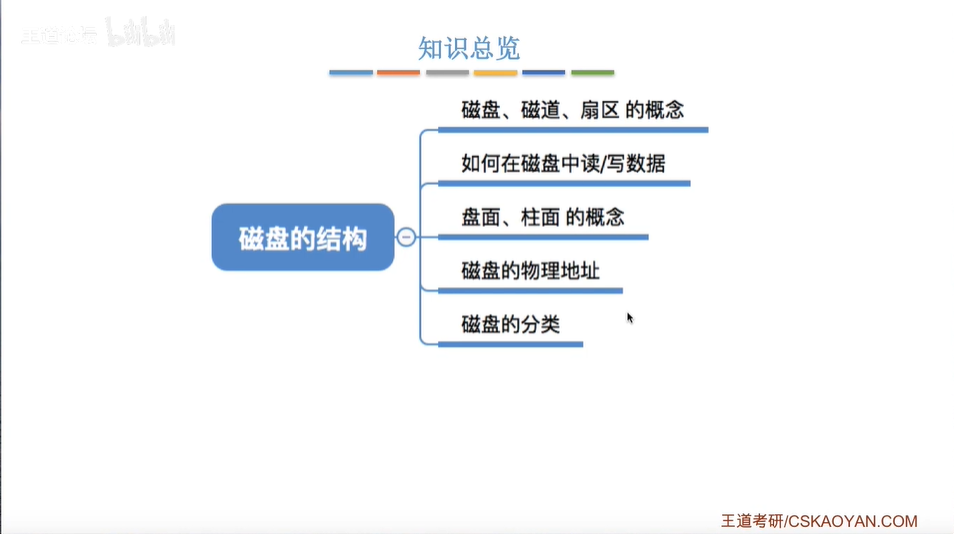 王道考研 bilibili
知识总览
磁盘、磁道、扇区 的概念
如何在磁盘中读/写数据
盘面、柱面 的概念
磁盘的结构
磁盘的物理地址
磁盘的分类
王道考研/CSKAOYAN.COM